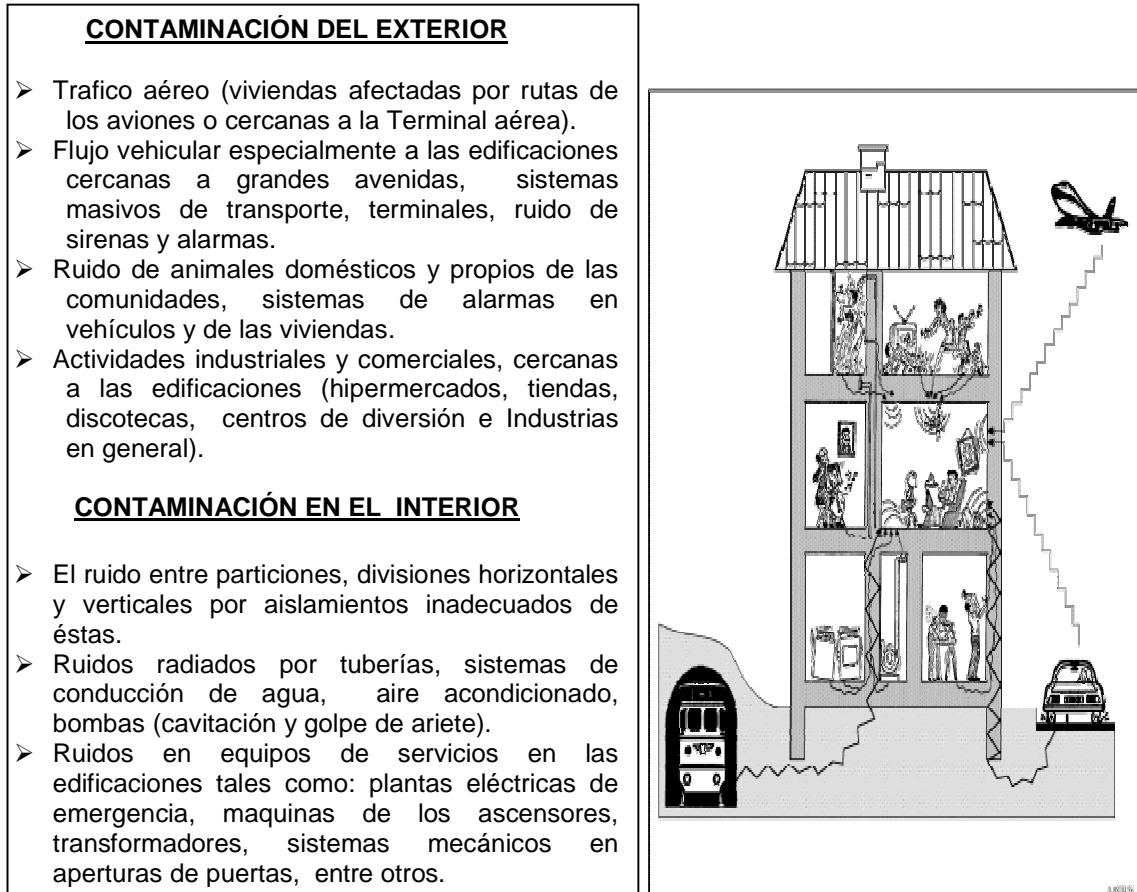 CONTAMINACIÓN DEL EXTERIOR
➢ Trafico aéreo (viviendas afectadas por rutas de
los aviones o cercanas a la Terminal aérea).
➢ Flujo vehicular especialmente a las edificaciones
cercanas a grandes avenidas, sistemas
masivos de transporte, terminales, ruido de
sirenas y alarmas.
➢ Ruido de animales domésticos y propios de las
comunidades, sistemas de alarmas en
vehículos y de las viviendas.
➢ Actividades industriales y comerciales, cercanas
a las edificaciones (hipermercados, tiendas,
discotecas, centros de diversión e Industrias
en general).
CONTAMINACIÓN EN EL INTERIOR
➢ El ruido entre particiones, divisiones horizontales
y verticales por aislamientos inadecuados de
éstas.
➢ Ruidos radiados por tuberías, sistemas de
conducción de agua, aire acondicionado,
bombas (cavitación y golpe de ariete).
➢ Ruidos en equipos de servicios en las
edificaciones tales como: plantas eléctricas de
emergencia, maquinas de los ascensores,
transformadores, sistemas mecánicos en
aperturas de puertas, entre otros.